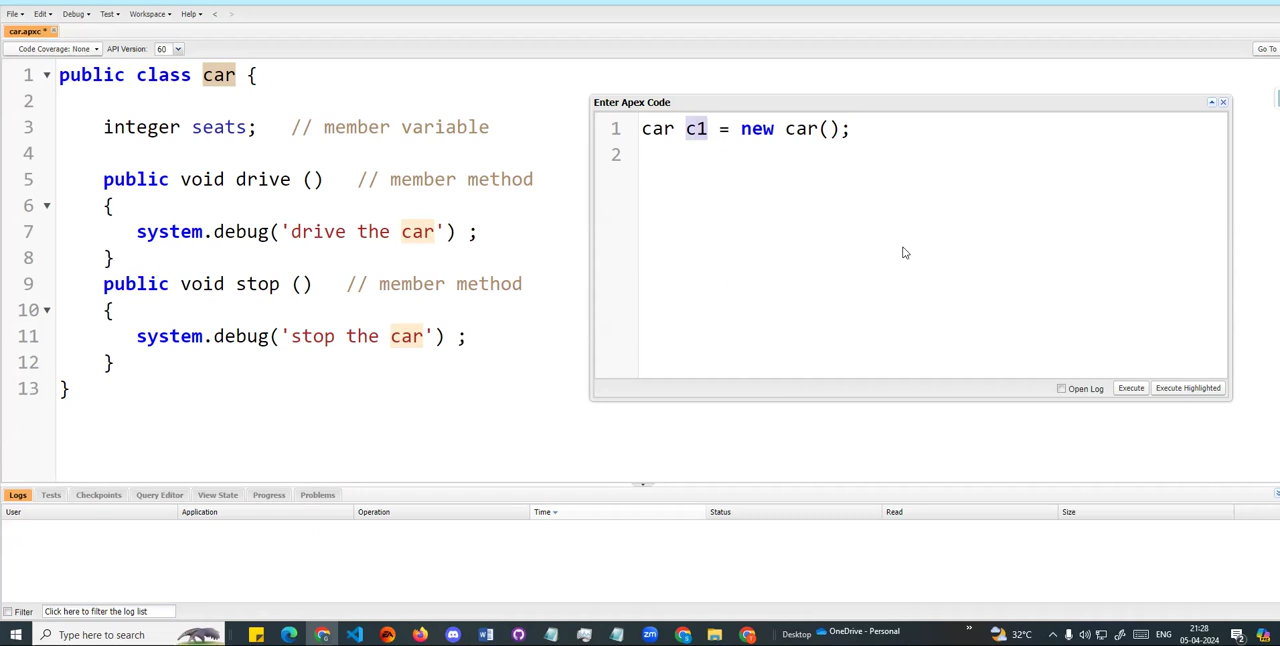 File Edit Debug Test Workspace Help < >
car.apxc *
Code Coverage: None API Version: 60 Go To
1 public class car {
2
3 integer seats; // member variable
4
5 public void drive () // member method
6 {
7 system.debug('drive the car') ;
8 }
9 public void stop () // member method
10 {
11 system.debug('stop the car') ;
12 }
13 }
Enter Apex Code
1 car c1 = new car();
2
Open Log Execute Execute Highlighted
Logs Tests Checkpoints Query Editor View State Progress Problems
User Application Operation Time Status Read Size
Filter Click here to filter the log list
Type here to search
Desktop OneDrive - Personal
32°C
ENG
21:28
05-04-2024
2